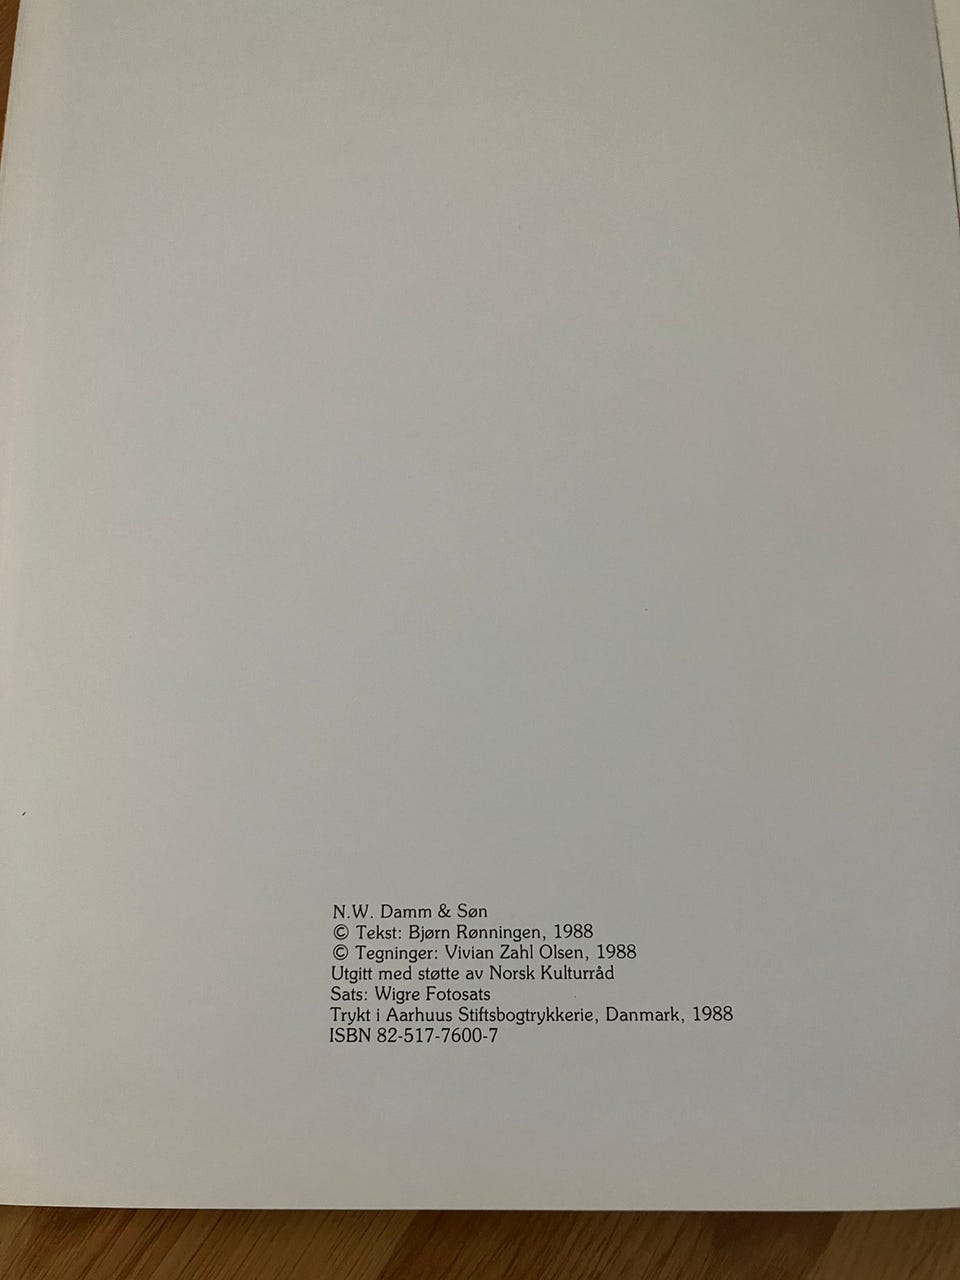 N.W. Damm & Søn
© Tekst: Bjørn Rønningen, 1988
© Tegninger: Vivian Zahl Olsen, 1988
Utgitt med støtte av Norsk Kulturråd
Sats: Wigre Fotosats
Trykt i Aarhuus Stiftsbogtrykkerie, Danmark, 1988
ISBN 82-517-7600-7